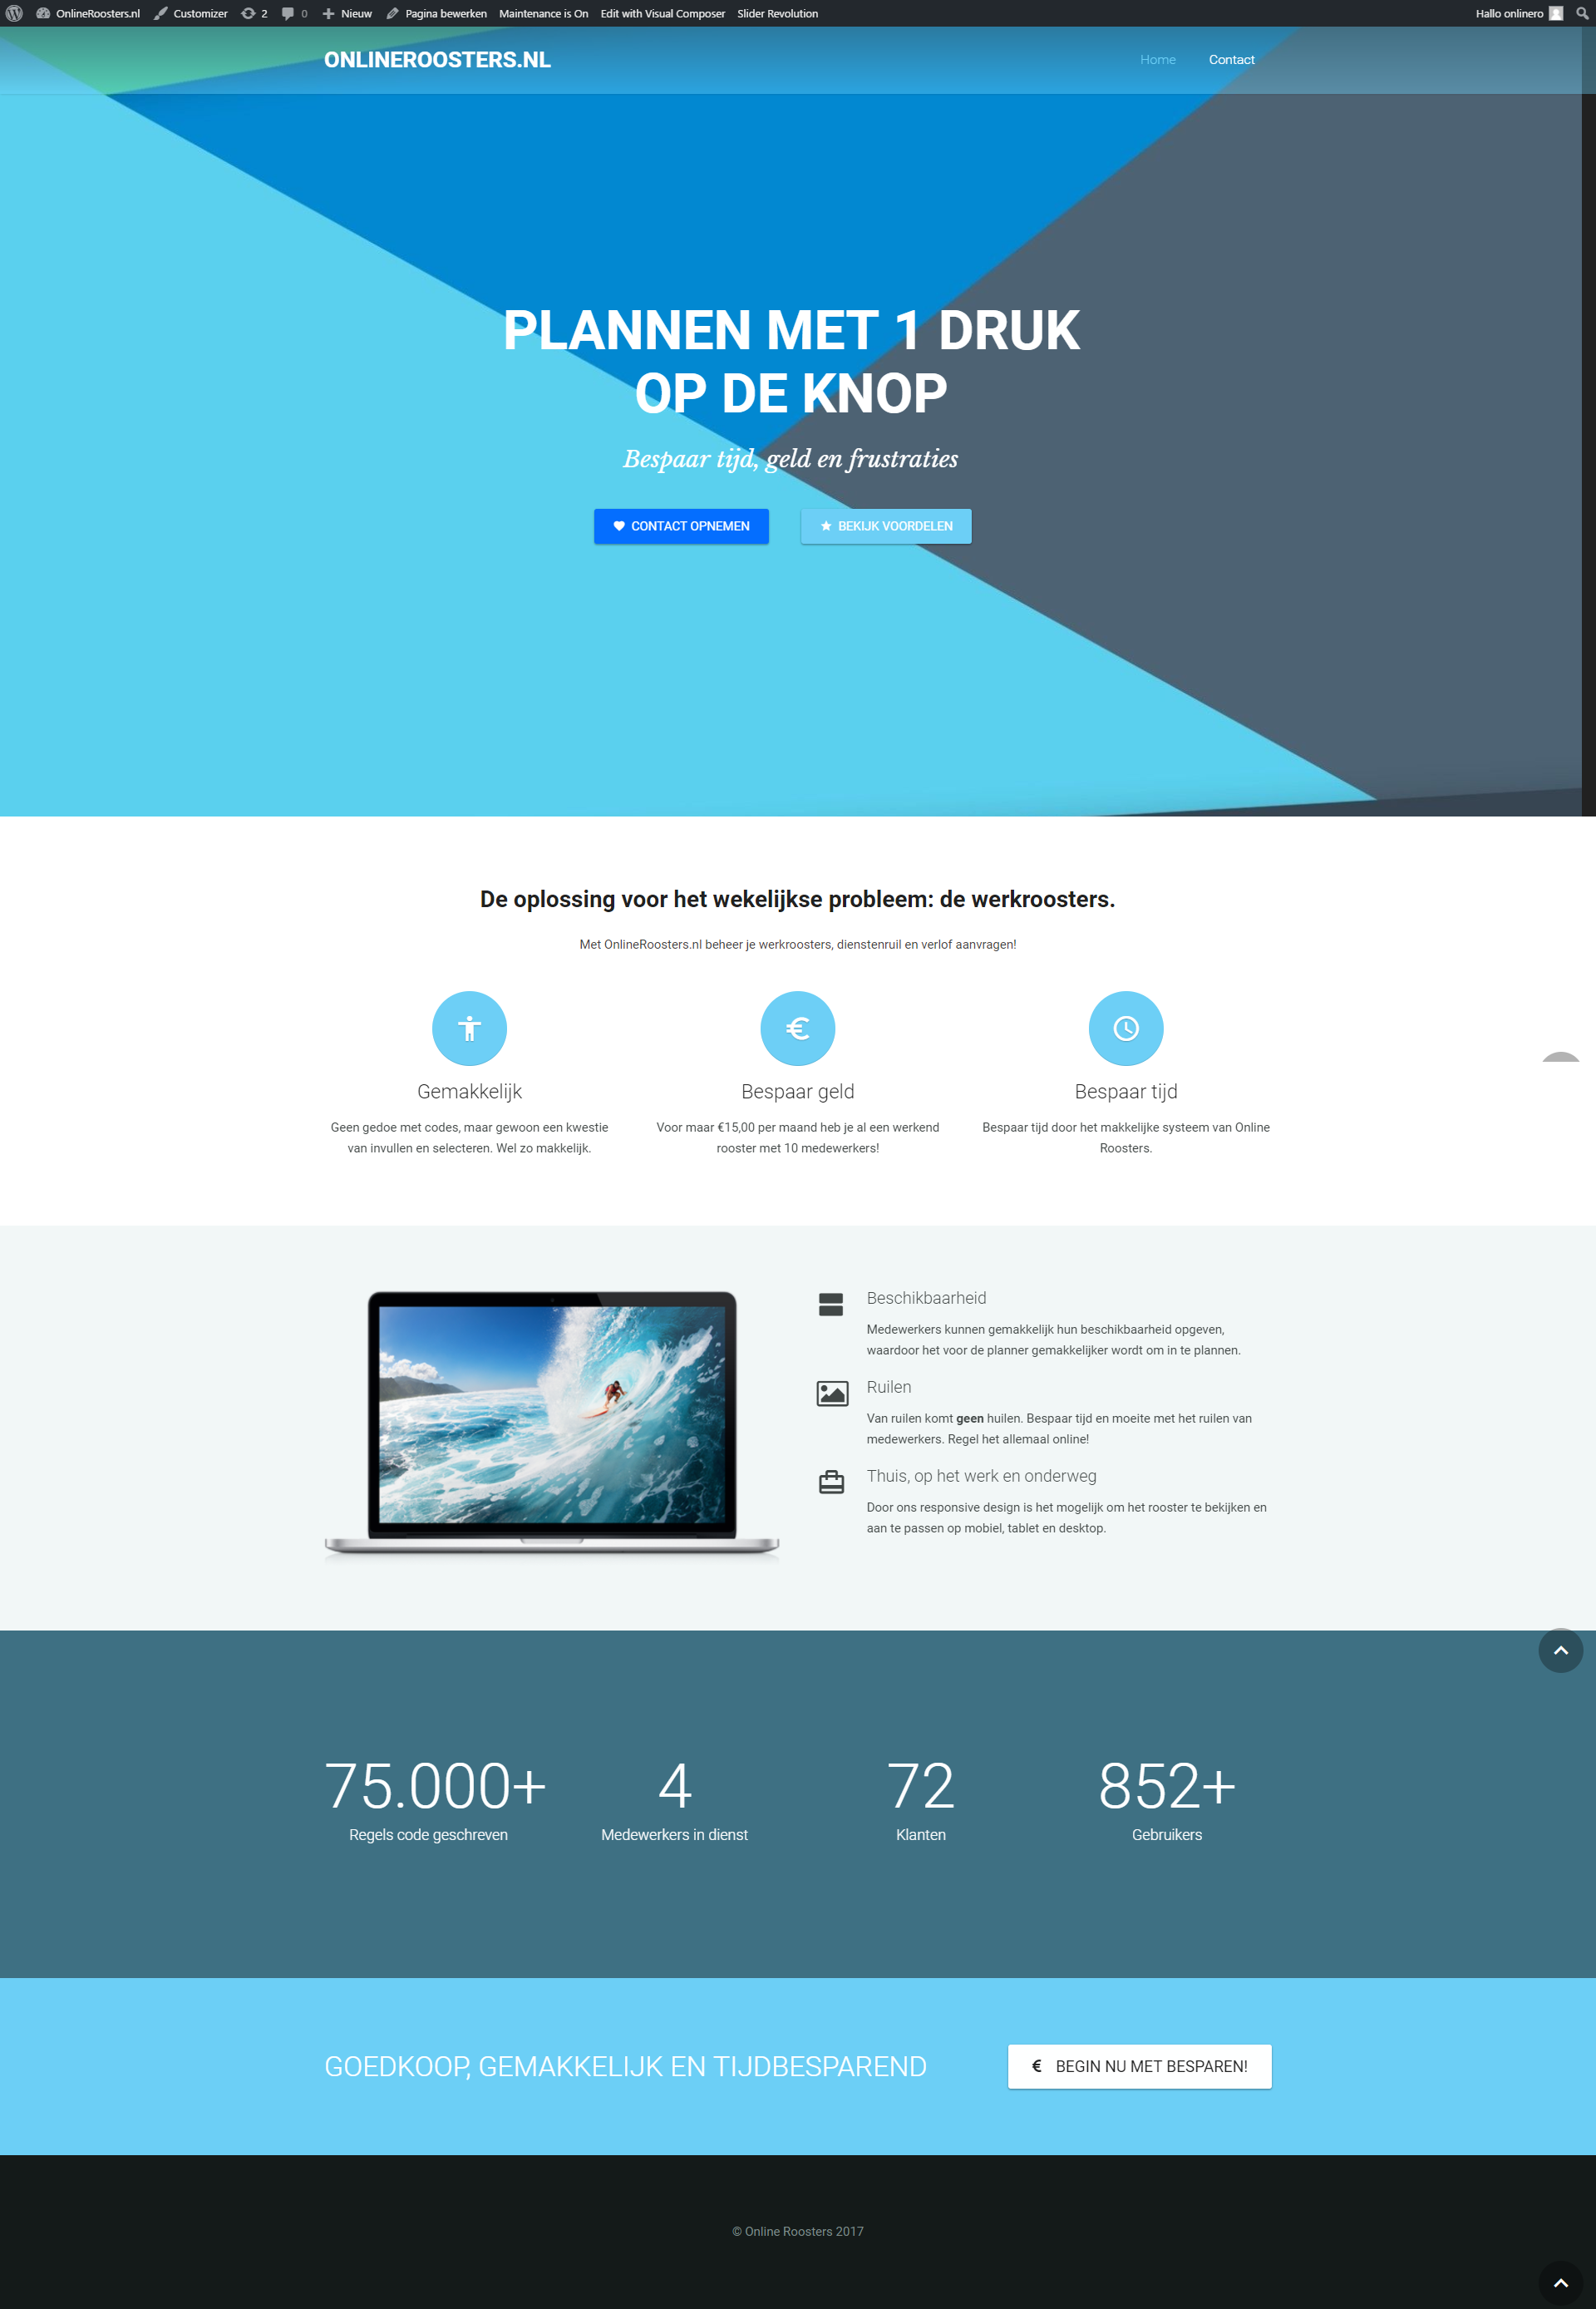 OnlineRoosters.nl Customizer 2 0 Nieuw Pagina bewerken Maintenance is On Edit with Visual Composer Slider Revolution Hallo onlinero
ONLINEROOSTERS.NL Home Contact
PLANNEN MET 1 DRUK
OP DE KNOP
Bespaar tijd, geld en frustraties
CONTACT OPNEMEN BEKIJK VOORDELEN
De oplossing voor het wekelijkse probleem: de werkroosters.
Met OnlineRoosters.nl beheer je werkroosters, dienstenruil en verlof aanvragen!
Gemakkelijk
Geen gedoe met codes, maar gewoon een kwestie
van invullen en selecteren. Wel zo makkelijk.
Bespaar geld
Voor maar €15,00 per maand heb je al een werkend
rooster met 10 medewerkers!
Bespaar tijd
Bespaar tijd door het makkelijke systeem van Online
Roosters.
Beschikbaarheid
Medewerkers kunnen gemakkelijk hun beschikbaarheid opgeven,
waardoor het voor de planner gemakkelijker wordt om in te plannen.
Ruilen
Van ruilen komt geen huilen. Bespaar tijd en moeite met het ruilen van
medewerkers. Regel het allemaal online!
Thuis, op het werk en onderweg
Door ons responsive design is het mogelijk om het rooster te bekijken en
aan te passen op mobiel, tablet en desktop.
75.000+
Regels code geschreven
4
Medewerkers in dienst
72
Klanten
852+
Gebruikers
GOEDKOOP, GEMAKKELIJK EN TIJDBESPAREND
€ BEGIN NU MET BESPAREN!
© Online Roosters 2017